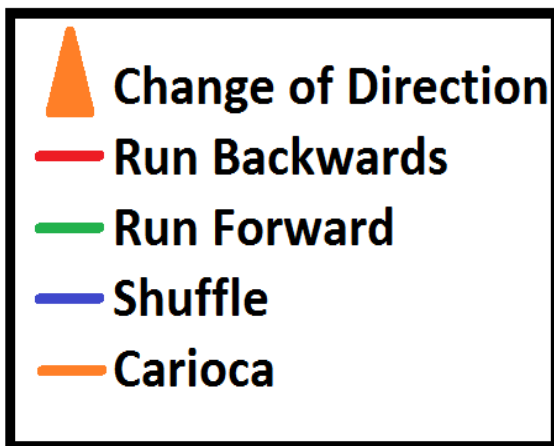 Change of Direction
Run Backwards
Run Forward
Shuffle
Carioca